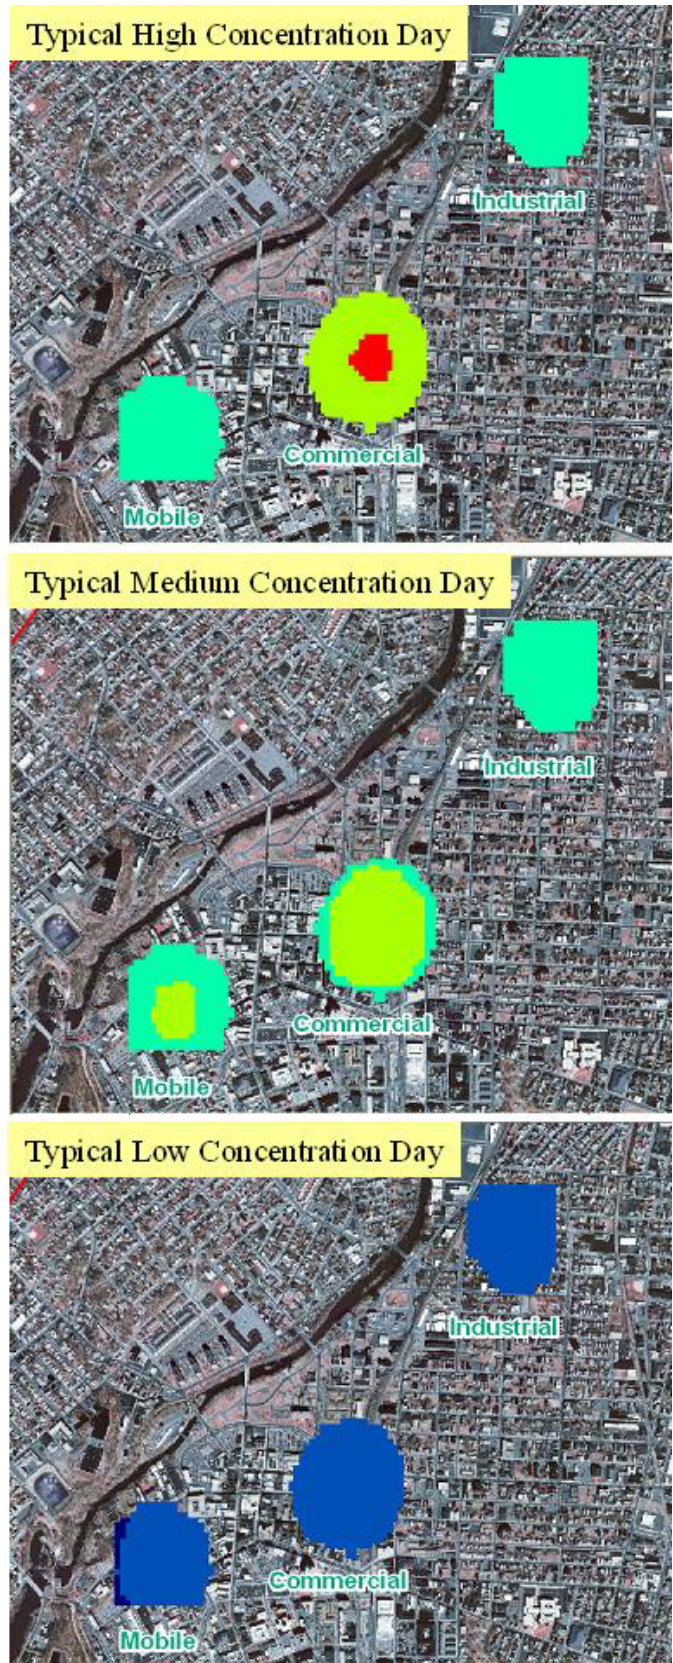 Typical High Concentration Day
Industrial
Commercial
Mobile
Typical Medium Concentration Day
Industrial
Commercial
Mobile
Typical Low Concentration Day
Industrial
Commercial
Mobile